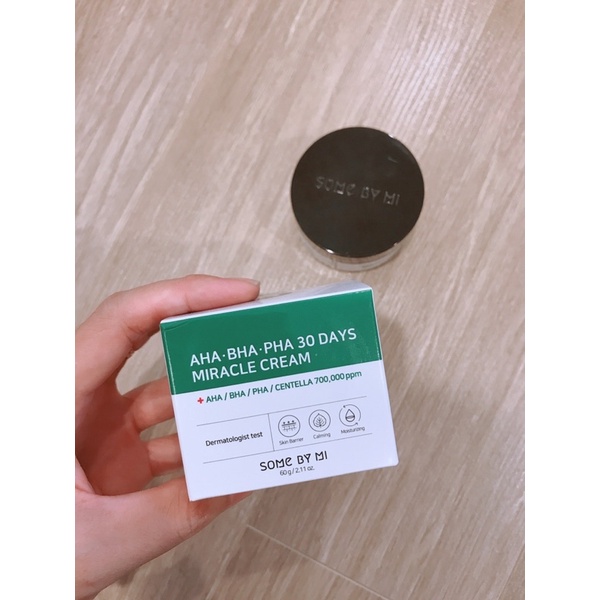 SOME BY MI
AHA·BHA·PHA 30 DAYS
MIRACLE CREAM
+ AHA / BHA / PHA / CENTELLA 700,000 ppm
Dermatologist test
Skin Barrier
Calming
Moisturizing
SOME BY MI
60 g / 2.11 oz.